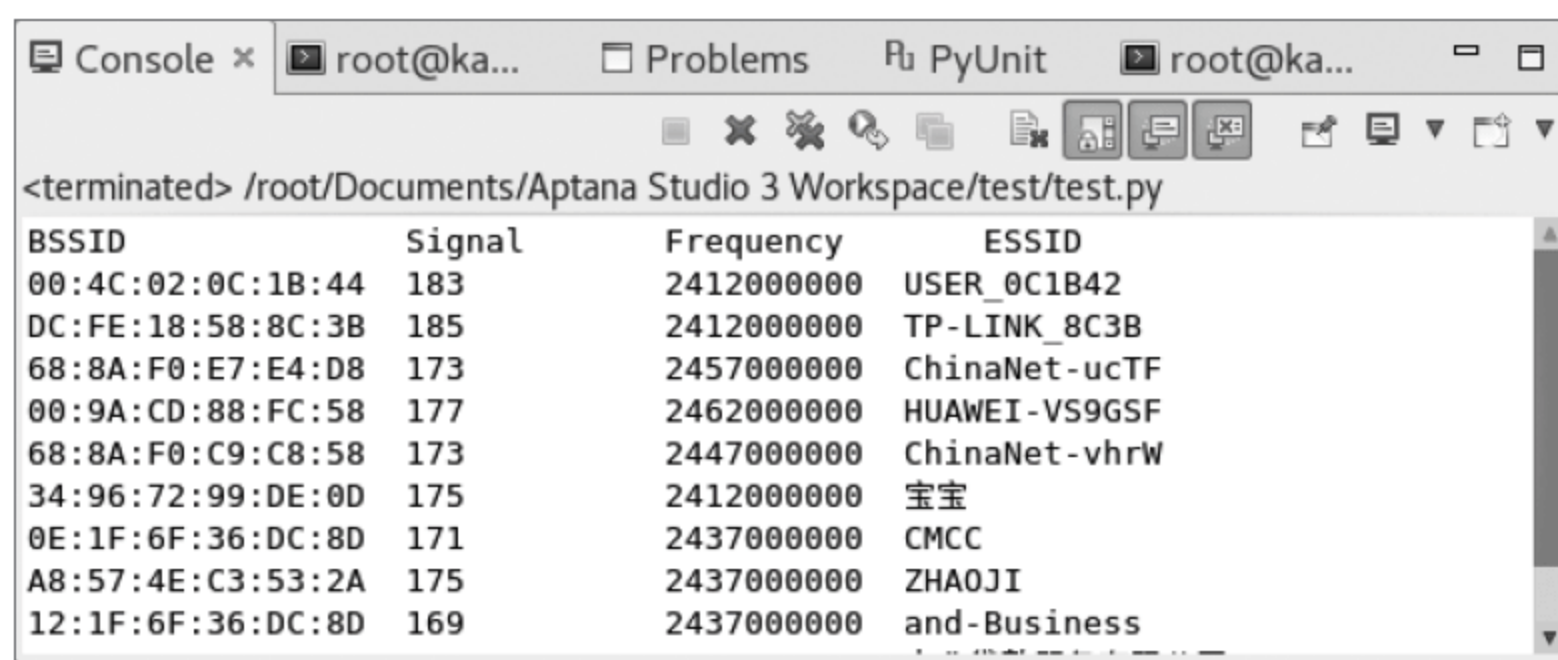 Console root@ka... Problems PyUnit root@ka...
<terminated> /root/Documents/Aptana Studio 3 Workspace/test/test.py
BSSID Signal Frequency ESSID
00:4C:02:0C:1B:44 183 2412000000 USER_0C1B42
DC:FE:18:58:8C:3B 185 2412000000 TP-LINK_8C3B
68:8A:F0:E7:E4:D8 173 2457000000 ChinaNet-ucTF
00:9A:CD:88:FC:58 177 2462000000 HUAWEI-VS9GSF
68:8A:F0:C9:C8:58 173 2447000000 ChinaNet-vhrW
34:96:72:99:DE:0D 175 2412000000 宝宝
0E:1F:6F:36:DC:8D 171 2437000000 CMCC
A8:57:4E:C3:53:2A 175 2437000000 ZHAOJI
12:1F:6F:36:DC:8D 169 2437000000 and-Business